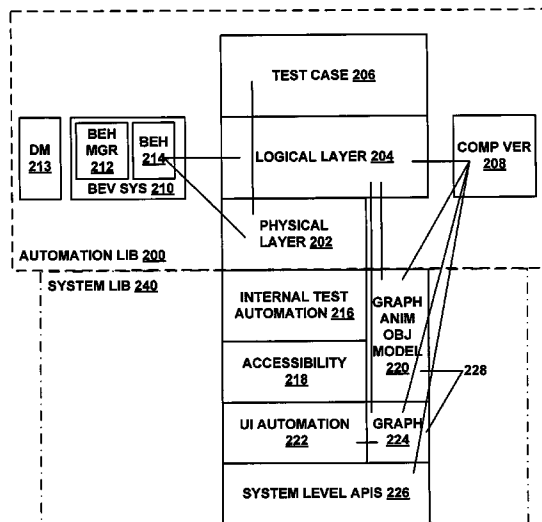 TEST CASE 206
DM
213
BEH
MGR
212
BEH
214
BEV SYS 210
LOGICAL LAYER 204
COMP VER
208
PHYSICAL
LAYER 202
AUTOMATION LIB 200
SYSTEM LIB 240
INTERNAL TEST
AUTOMATION 216
GRAPH
ANIM
OBJ
MODEL
220
ACCESSIBILITY
218
228
UI AUTOMATION
222
GRAPH
224
SYSTEM LEVEL APIS 226